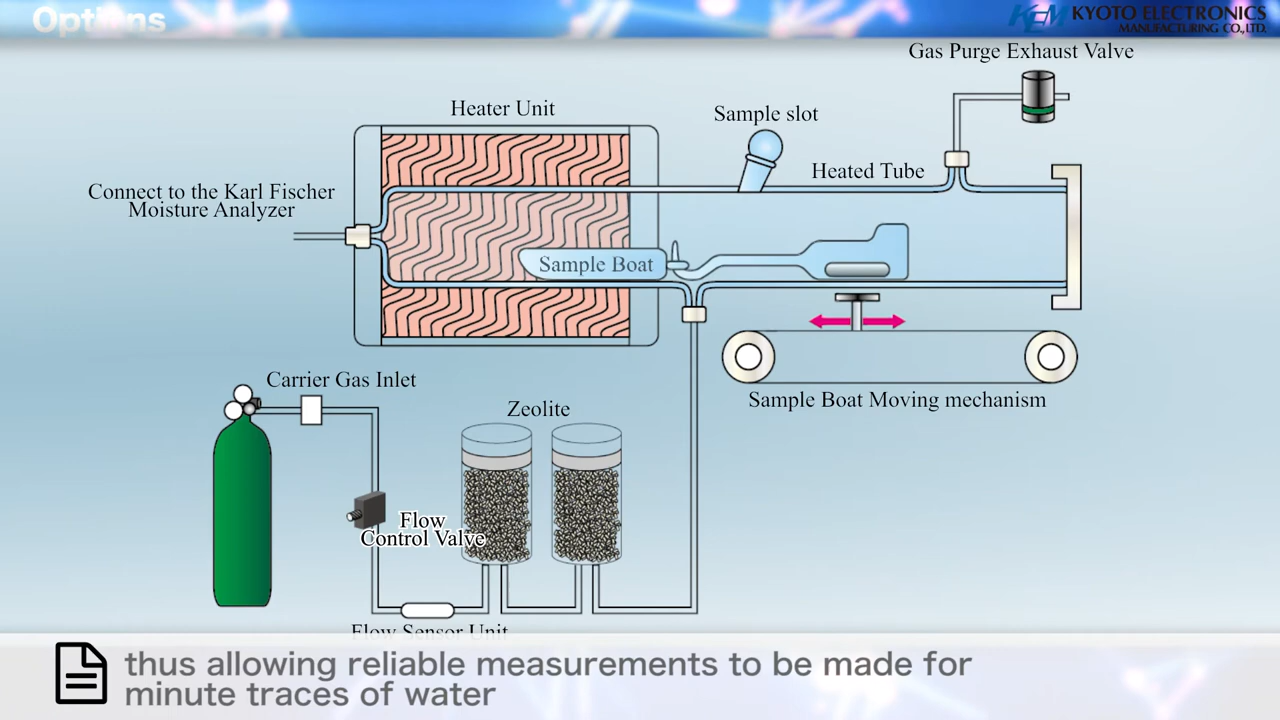 Options
KEM KYOTO ELECTRONICS
MANUFACTURING CO., LTD.
Gas Purge Exhaust Valve
Heater Unit
Sample slot
Heated Tube
Connect to the Karl Fischer
Moisture Analyzer
Sample Boat
Carrier Gas Inlet
Sample Boat Moving mechanism
Zeolite
Flow
Control Valve
Flow Sensor Unit
thus allowing reliable measurements to be made for
minute traces of water